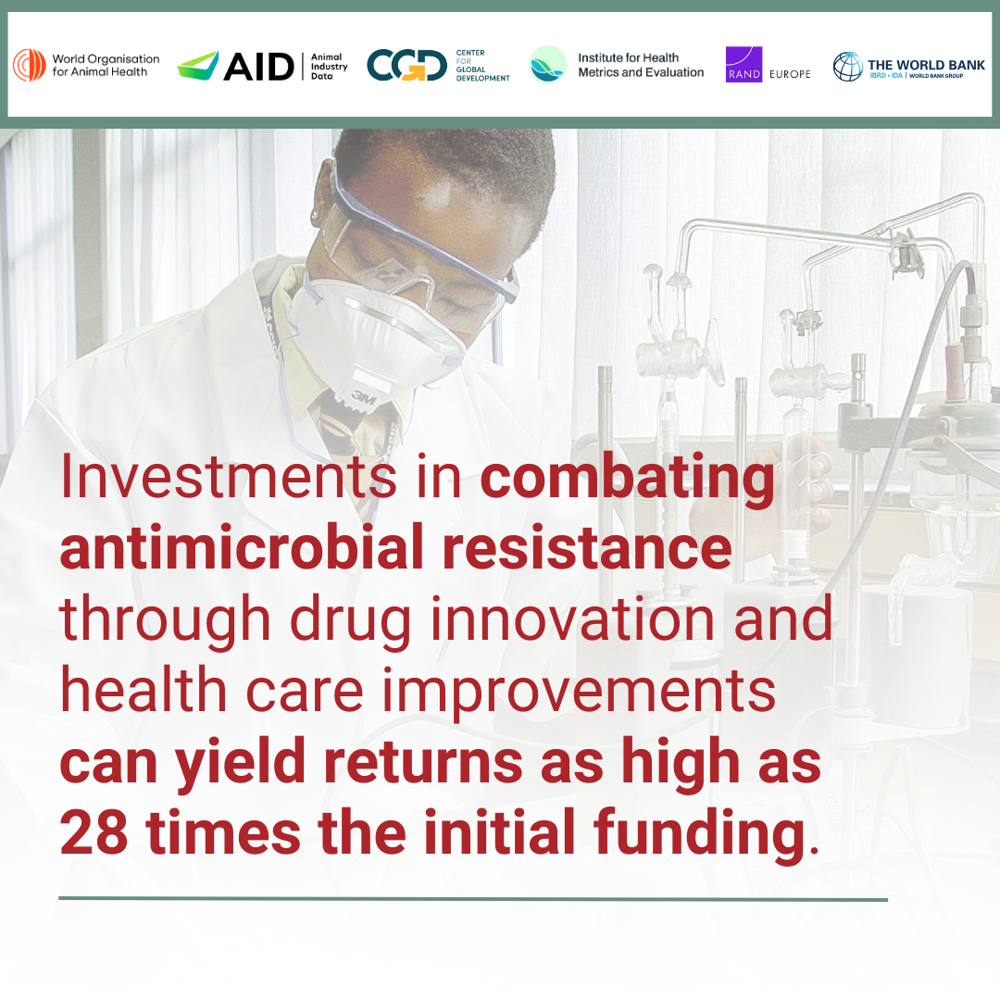 World Organisation
for Animal Health
AID
Animal
Industry
Data
CGD
CENTER
FOR
GLOBAL
DEVELOPMENT
Institute for Health
Metrics and Evaluation
RAND EUROPE
THE WORLD BANK
IBRD • IDA | WORLD BANK GROUP
3M
Investments in combating
antimicrobial resistance
through drug innovation and
health care improvements
can yield returns as high as
28 times the initial funding.